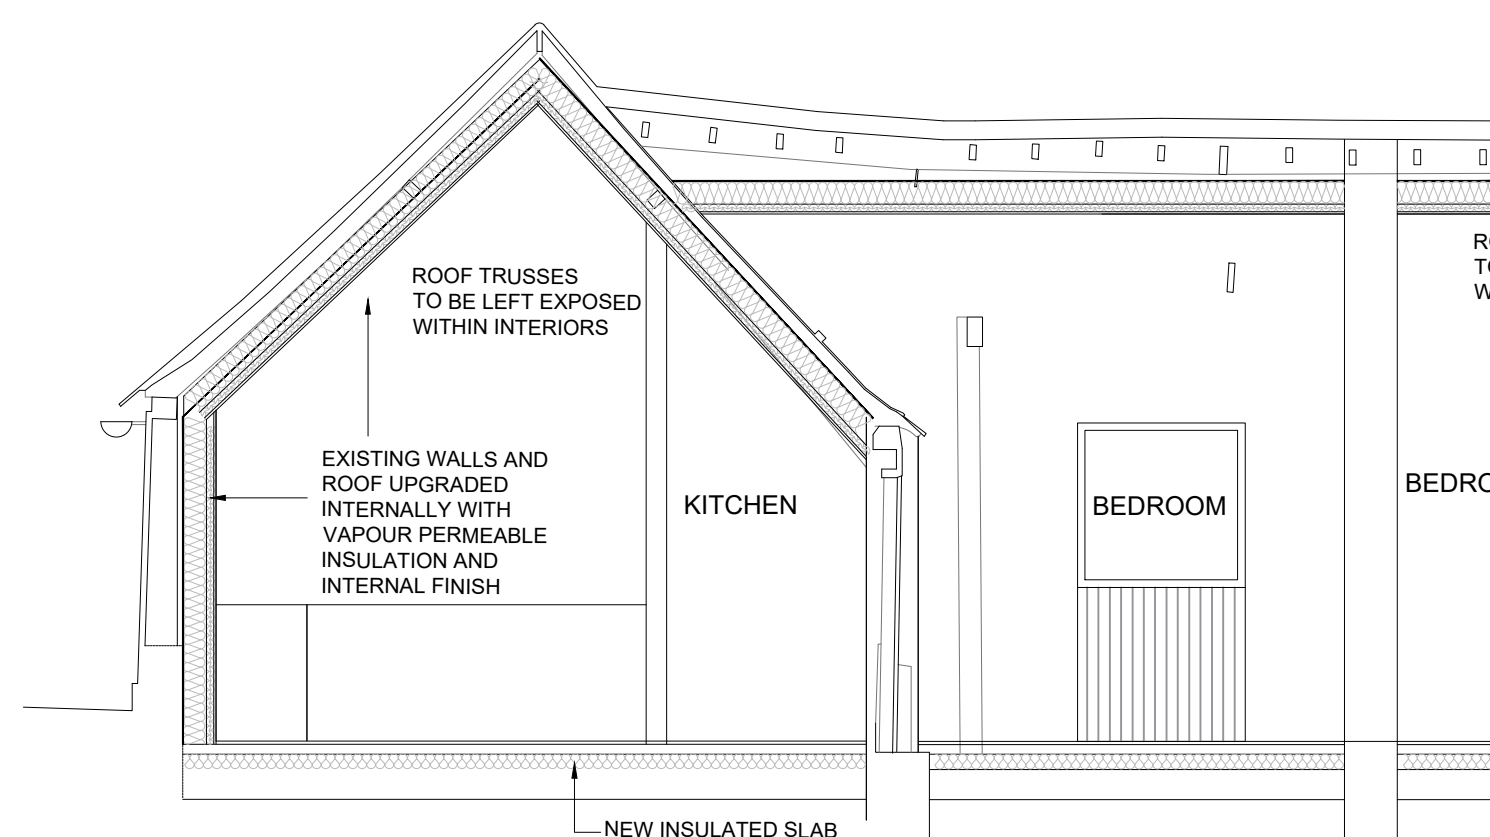 ROOF TRUSSES
TO BE LEFT EXPOSED
WITHIN INTERIORS
EXISTING WALLS AND
ROOF UPGRADED
INTERNALLY WITH
VAPOUR PERMEABLE
INSULATION AND
INTERNAL FINISH
KITCHEN
BEDROOM
NEW INSULATED SLAB